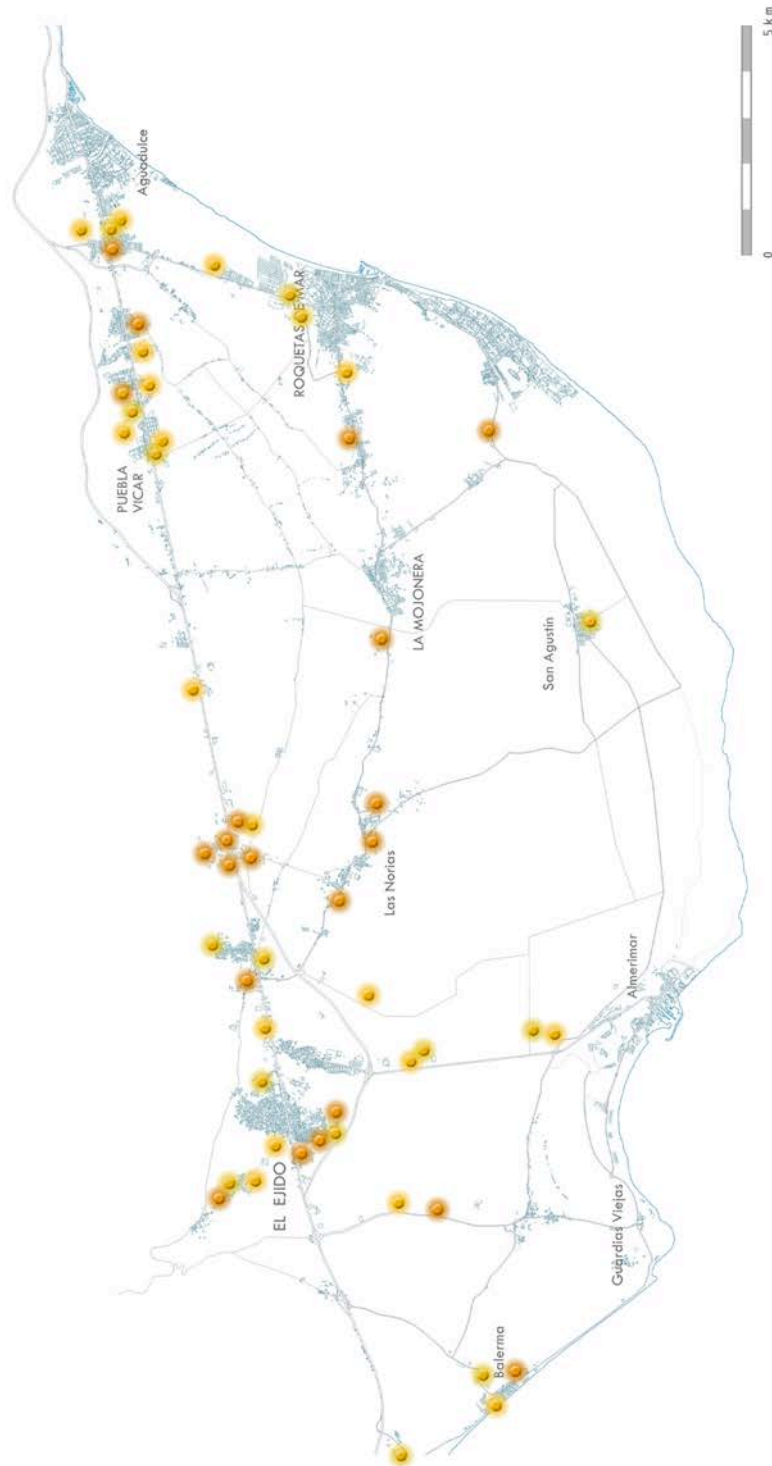 Aguadulce
ROQUETAS DE MAR
PUEBLA
VICAR
LA MOJONERA
San Agustín
Las Norias
Almerimar
EL EJIDO
Guardias Viejas
Balerma
0
5 km